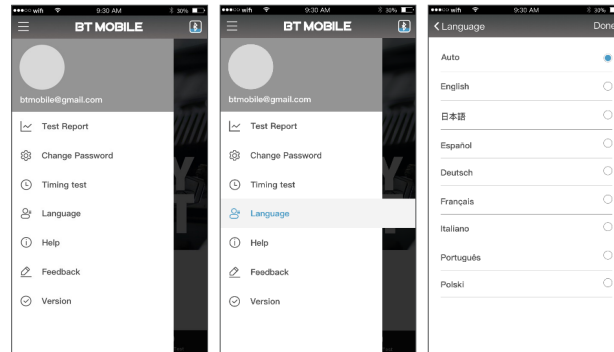 wifi 9:30 AM 30%
BT MOBILE
btmobile@gmail.com
Test Report
Change Password
Timing test
Language
Help
Feedback
Version
wifi 9:30 AM 30%
BT MOBILE
btmobile@gmail.com
Test Report
Change Password
Timing test
Language
Help
Feedback
Version
wifi 9:30 AM 30%
Language Done
Auto
English
日本語
Español
Deutsch
Français
Italiano
Português
Polski